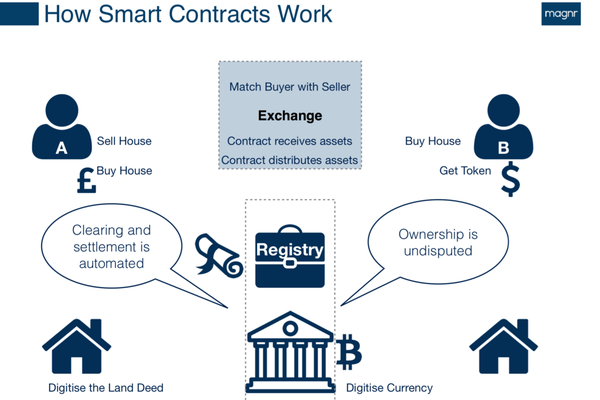 How Smart Contracts Work
magnr
Match Buyer with Seller
Exchange
Contract receives assets
Contract distributes assets
A
Sell House
£
Buy House
Buy House
B
Get Token
$
Clearing and
settlement is
automated
Registry
Ownership is
undisputed
Digitise the Land Deed
Digitise Currency